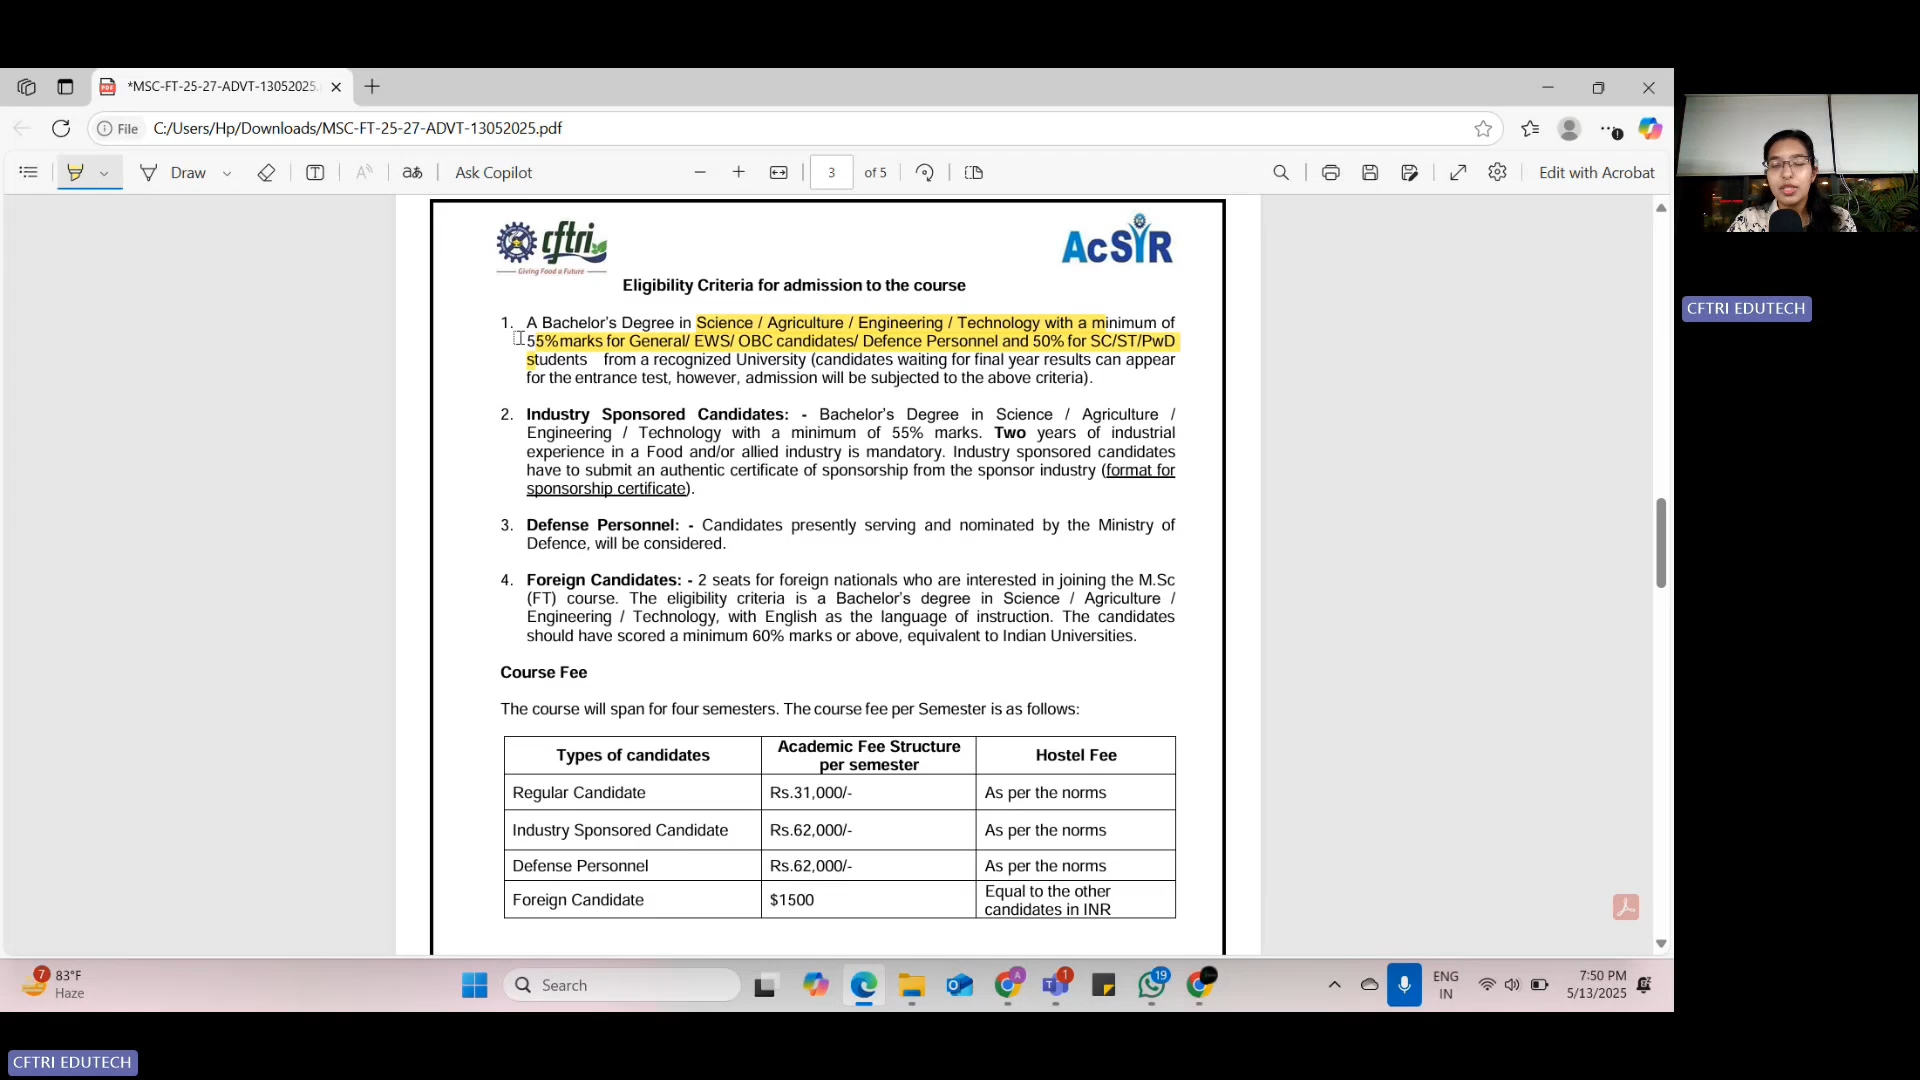 *MSC-FT-25-27-ADVT-13052025.
File C:/Users/Hp/Downloads/MSC-FT-25-27-ADVT-13052025.pdf
Draw Ask Copilot 3 of 5 Edit with Acrobat
cftri
Giving Food a Future
AcSIR
Eligibility Criteria for admission to the course
1. A Bachelor's Degree in Science / Agriculture / Engineering / Technology with a minimum of
55%marks for General/ EWS/ OBC candidates/ Defence Personnel and 50% for SC/ST/PwD
students from a recognized University (candidates waiting for final year results can appear
for the entrance test, however, admission will be subjected to the above criteria).
2. Industry Sponsored Candidates: - Bachelor's Degree in Science / Agriculture /
Engineering / Technology with a minimum of 55% marks. Two years of industrial
experience in a Food and/or allied industry is mandatory. Industry sponsored candidates
have to submit an authentic certificate of sponsorship from the sponsor industry (format for
sponsorship certificate).
3. Defense Personnel: - Candidates presently serving and nominated by the Ministry of
Defence, will be considered.
4. Foreign Candidates: - 2 seats for foreign nationals who are interested in joining the M.Sc
(FT) course. The eligibility criteria is a Bachelor's degree in Science / Agriculture /
Engineering / Technology, with English as the language of instruction. The candidates
should have scored a minimum 60% marks or above, equivalent to Indian Universities.
Course Fee
The course will span for four semesters. The course fee per Semester is as follows:
Types of candidates Academic Fee Structure per semester Hostel Fee
Regular Candidate Rs.31,000/- As per the norms
Industry Sponsored Candidate Rs.62,000/- As per the norms
Defense Personnel Rs.62,000/- As per the norms
Foreign Candidate $1500 Equal to the other candidates in INR
CFTRI EDUTECH
7 83°F
Haze
Search
1
19
ENG
IN
7:50 PM
5/13/2025
CFTRI EDUTECH